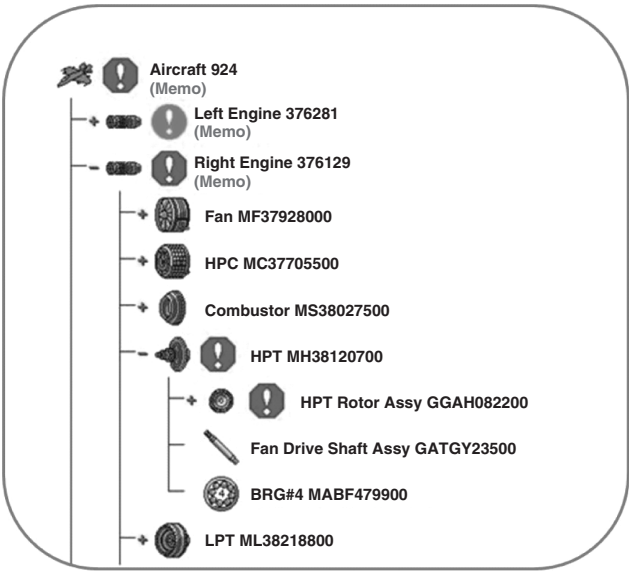 Aircraft 924
(Memo)
Left Engine 376281
(Memo)
Right Engine 376129
(Memo)
Fan MF37928000
HPC MC37705500
Combustor MS38027500
HPT MH38120700
HPT Rotor Assy GGAH082200
Fan Drive Shaft Assy GATGY23500
4 BRG#4 MABF479900
LPT ML38218800